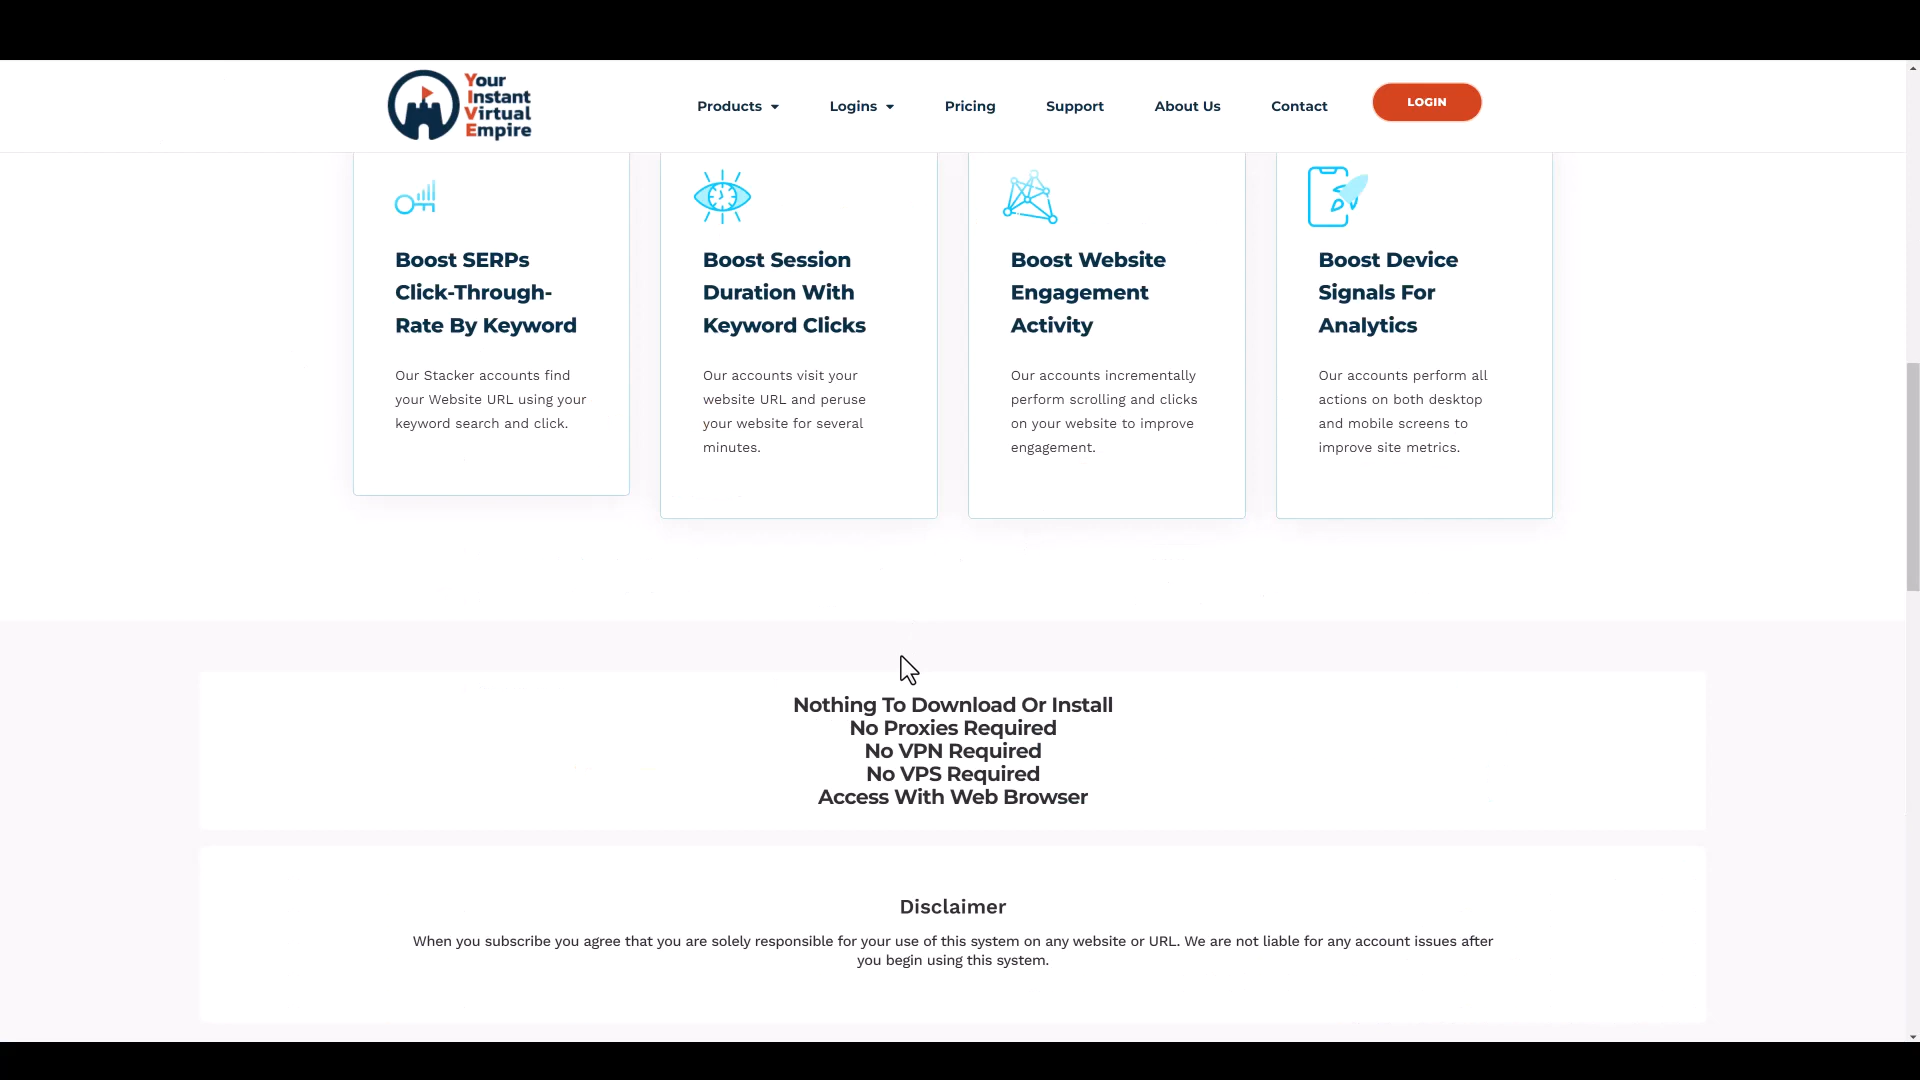 Your
Instant
Virtual
Empire
Products
Logins
Pricing
Support
About Us
Contact
LOGIN
Boost SERPs
Click-Through-
Rate By Keyword
Our Stacker accounts find
your Website URL using your
keyword search and click.
Boost Session
Duration With
Keyword Clicks
Our accounts visit your
website URL and peruse
your website for several
minutes.
Boost Website
Engagement
Activity
Our accounts incrementally
perform scrolling and clicks
on your website to improve
engagement.
Boost Device
Signals For
Analytics
Our accounts perform all
actions on both desktop
and mobile screens to
improve site metrics.
Nothing To Download Or Install
No Proxies Required
No VPN Required
No VPS Required
Access With Web Browser
Disclaimer
When you subscribe you agree that you are solely responsible for your use of this system on any website or URL. We are not liable for any account issues after
you begin using this system.